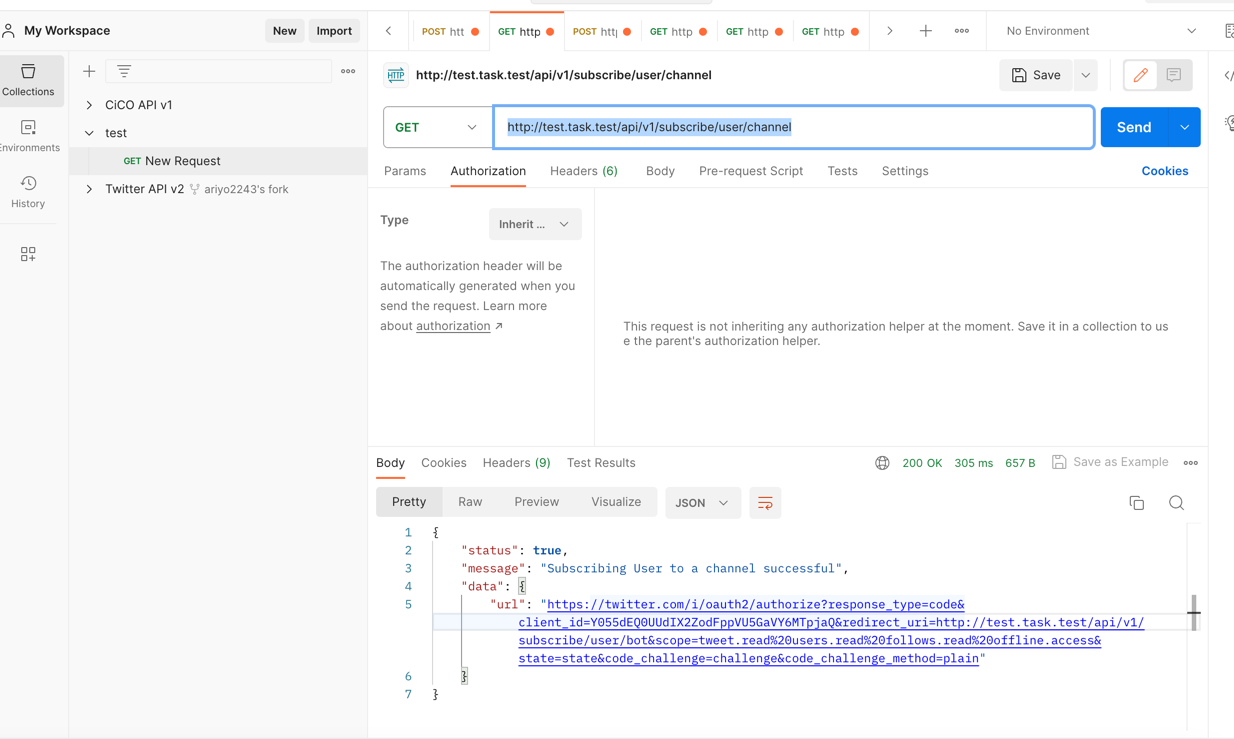 My Workspace
New
Import
POST htt
GET http
POST http
GET http
GET http
GET http
No Environment
Collections
HTTP
http://test.task.test/api/v1/subscribe/user/channel
Save
CiCO API v1
GET
http://test.task.test/api/v1/subscribe/user/channel
Send
test
Environments
GET New Request
Params
Authorization
Headers (6)
Body
Pre-request Script
Tests
Settings
Cookies
Twitter API v2
ariyo2243's fork
History
Type
Inherit ...
The authorization header will be
automatically generated when you
send the request. Learn more
about authorization ↗
This request is not inheriting any authorization helper at the moment. Save it in a collection to us
e the parent's authorization helper.
Body
Cookies
Headers (9)
Test Results
200 OK
305 ms
657 B
Save as Example
Pretty
Raw
Preview
Visualize
JSON
1 {
2 "status": true,
3 "message": "Subscribing User to a channel successful",
4 "data": {
5 "url": "https://twitter.com/i/oauth2/authorize?response_type=code&
client_id=Y055dEQ0UUdIX2ZodFppVU5GaVY6MTpjaQ&redirect_uri=http://test.task.test/api/v1/
subscribe/user/bot&scope=tweet.read%20users.read%20follows.read%20offline.access&
state=state&code_challenge=challenge&code_challenge_method=plain"
6 }
7 }